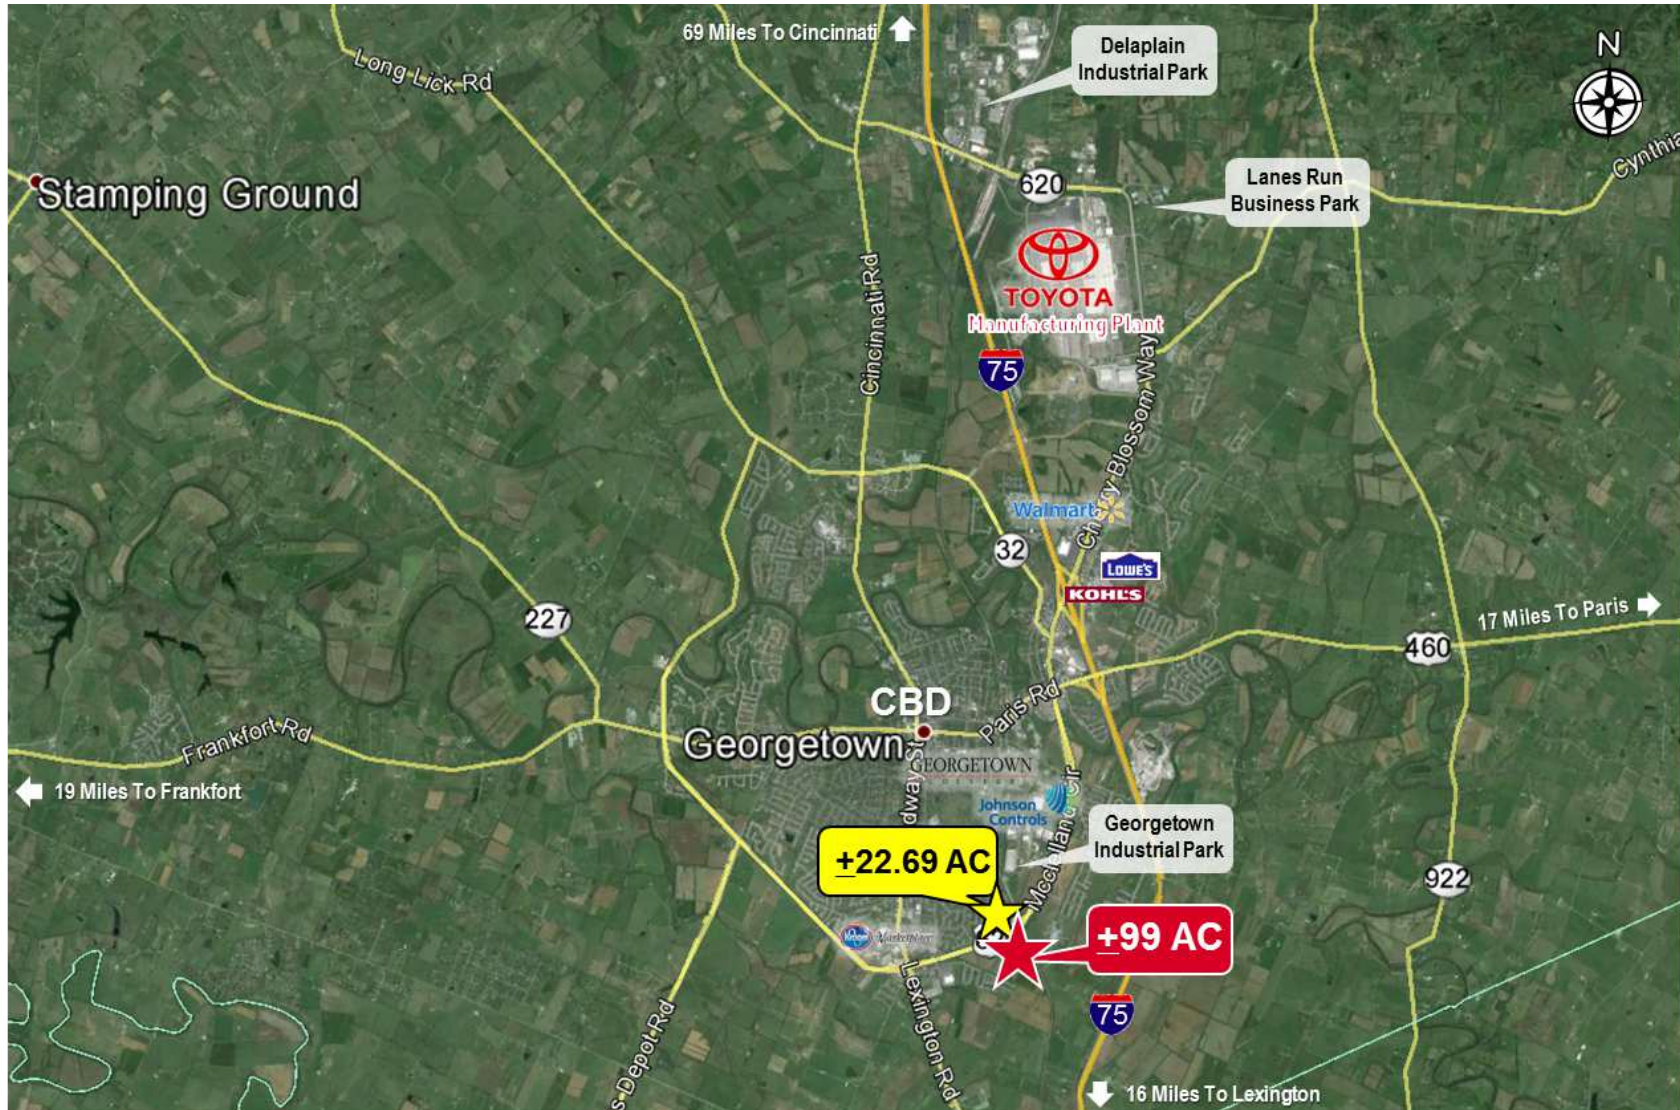 69 Miles To Cincinnati
Delaplain
Industrial Park
N
Long Lick Rd
Cynthia
Stamping Ground
620
Lanes Run
Business Park
TOYOTA
Manufacturing Plant
Cincinnati Rd
75
Cherry Blossom Way
Walmart
32
LOWE'S
KOHL'S
227
17 Miles To Paris
460
CBD
Paris Rd
Georgetown
Frankfort Rd
GEORGETOWN
19 Miles To Frankfort
dway St
Johnson
Controls
Mcclelland Cir
Georgetown
Industrial Park
+22.69 AC
922
Kroger
+99 AC
Lexington Rd
75
s Depot Rd
16 Miles To Lexington